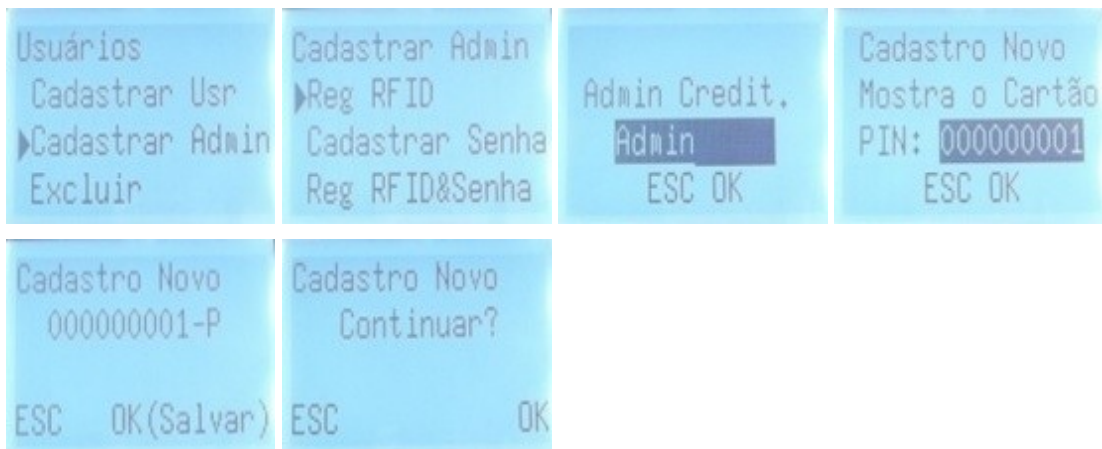 Usuários
Cadastrar Usr
Cadastrar Admin
Excluir
Cadastrar Admin
Reg RFID
Cadastrar Senha
Reg RFID&Senha
Admin Credit.
Admin
ESC OK
Cadastro Novo
Mostra o Cartão
PIN: 000000001
ESC OK
Cadastro Novo
000000001-P
ESC OK(Salvar)
Cadastro Novo
Continuar?
ESC OK